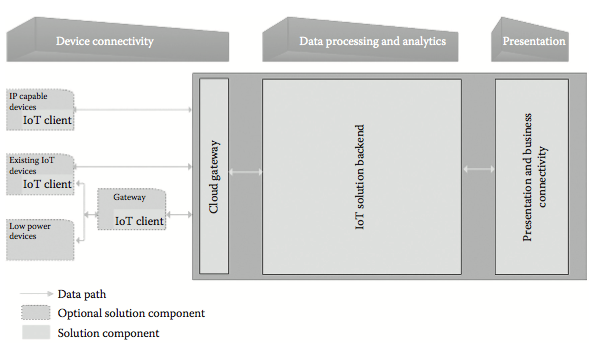 Device connectivity
Data processing and analytics
Presentation
IP capable
devices
IoT client
Existing IoT
devices
IoT client
Gateway
IoT client
Low power
devices
Cloud gateway
IoT solution backend
Presentation and business
connectivity
Data path
Optional solution component
Solution component